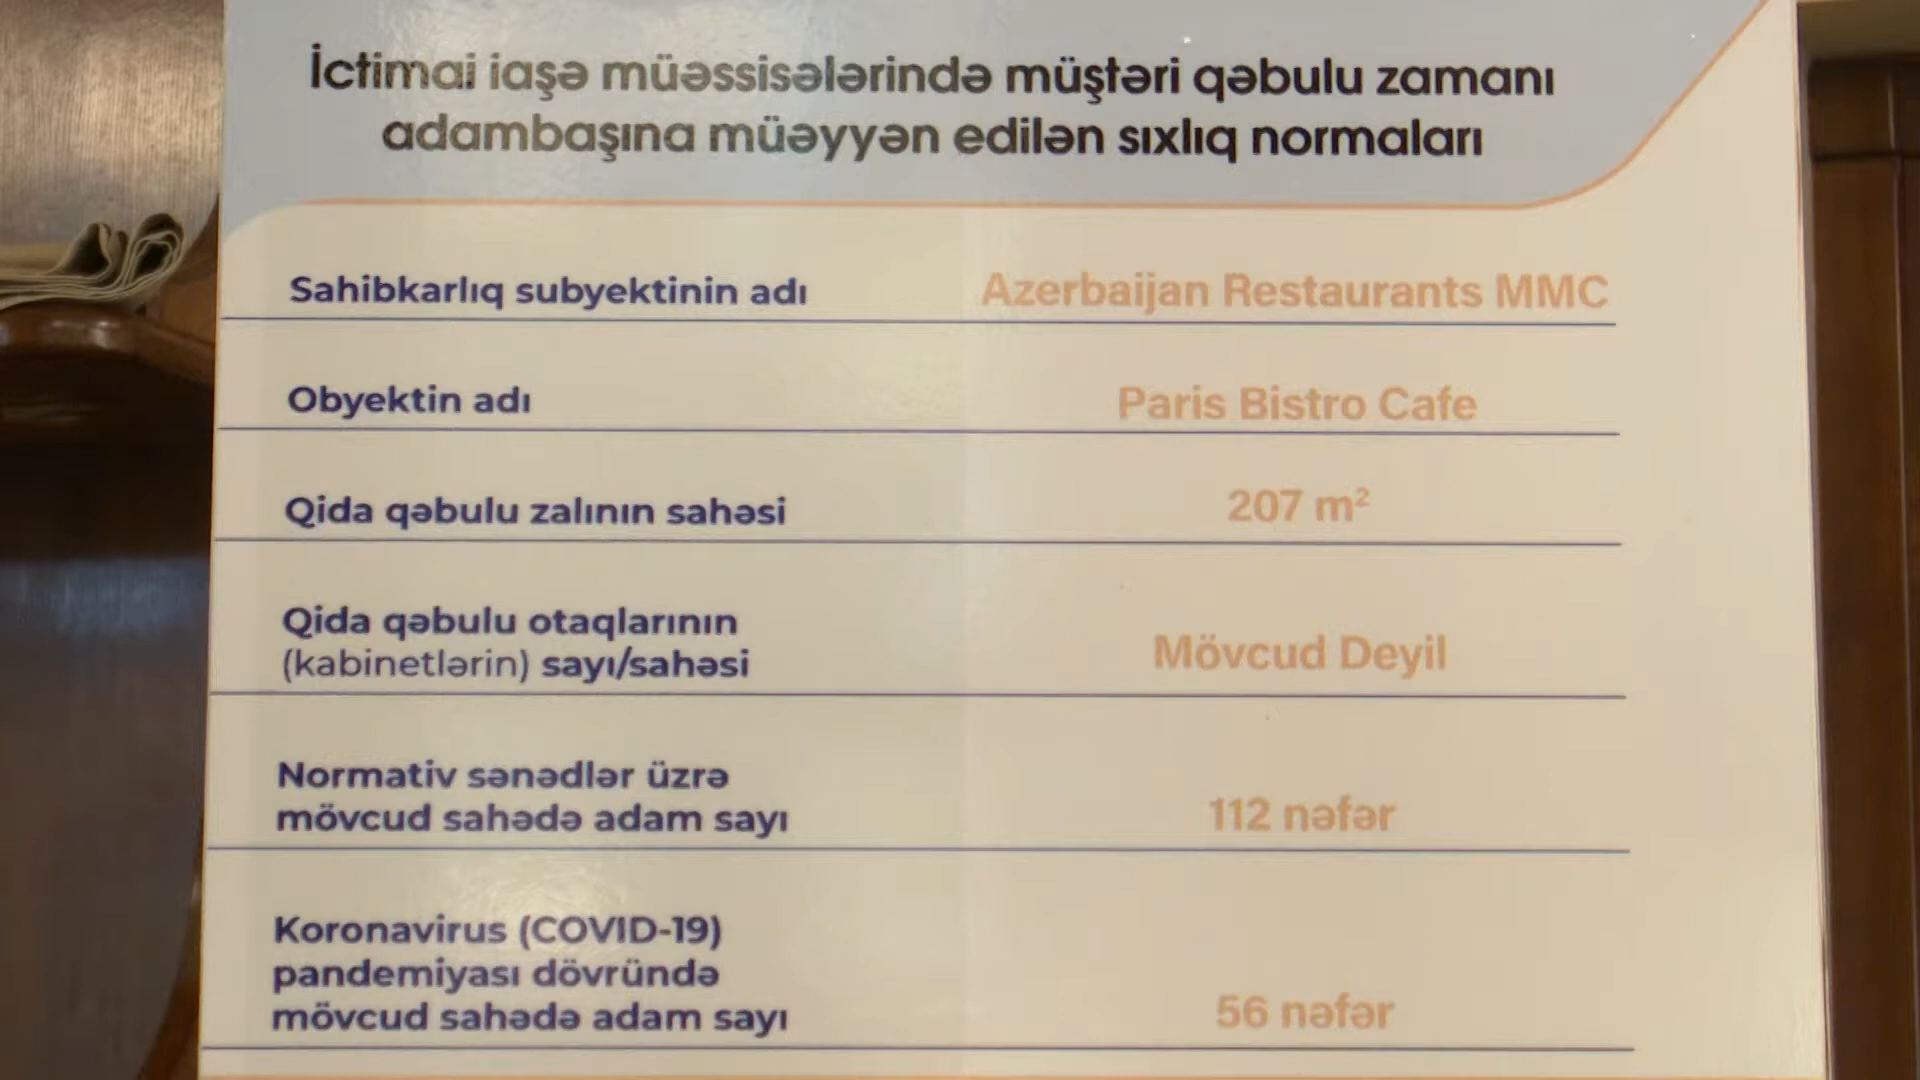 İctimai iaşə müəssisələrində müştəri qəbulu zamanı
adambaşına müəyyən edilən sıxlıq normaları
Sahibkarlıq subyektinin adı Azerbaijan Restaurants MMC
Obyektin adı Paris Bistro Cafe
Qida qəbulu zalının sahəsi 207 m²
Qida qəbulu otaqlarının
(kabinetlərin) sayı/sahəsi Mövcud Deyil
Normativ sənədlər üzrə
mövcud sahədə adam sayı 112 nəfər
Koronavirus (COVID-19)
pandemiyası dövründə
mövcud sahədə adam sayı 56 nəfər